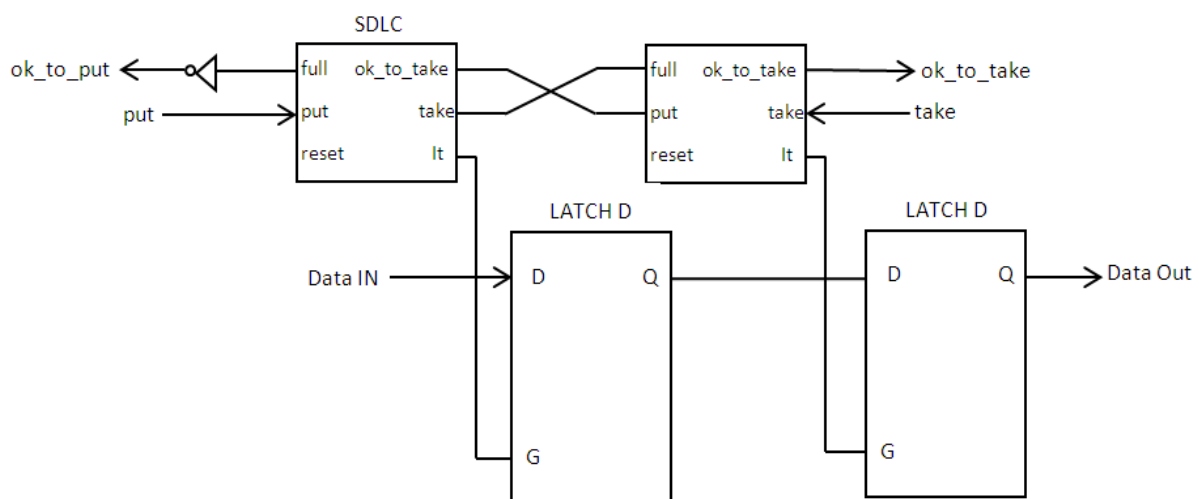 SDLC
ok_to_put
full
ok_to_take
put
put
take
reset
lt
full
ok_to_take
ok_to_take
put
take
take
reset
lt
LATCH D
LATCH D
Data IN
D
Q
D
Q
Data Out
G
G